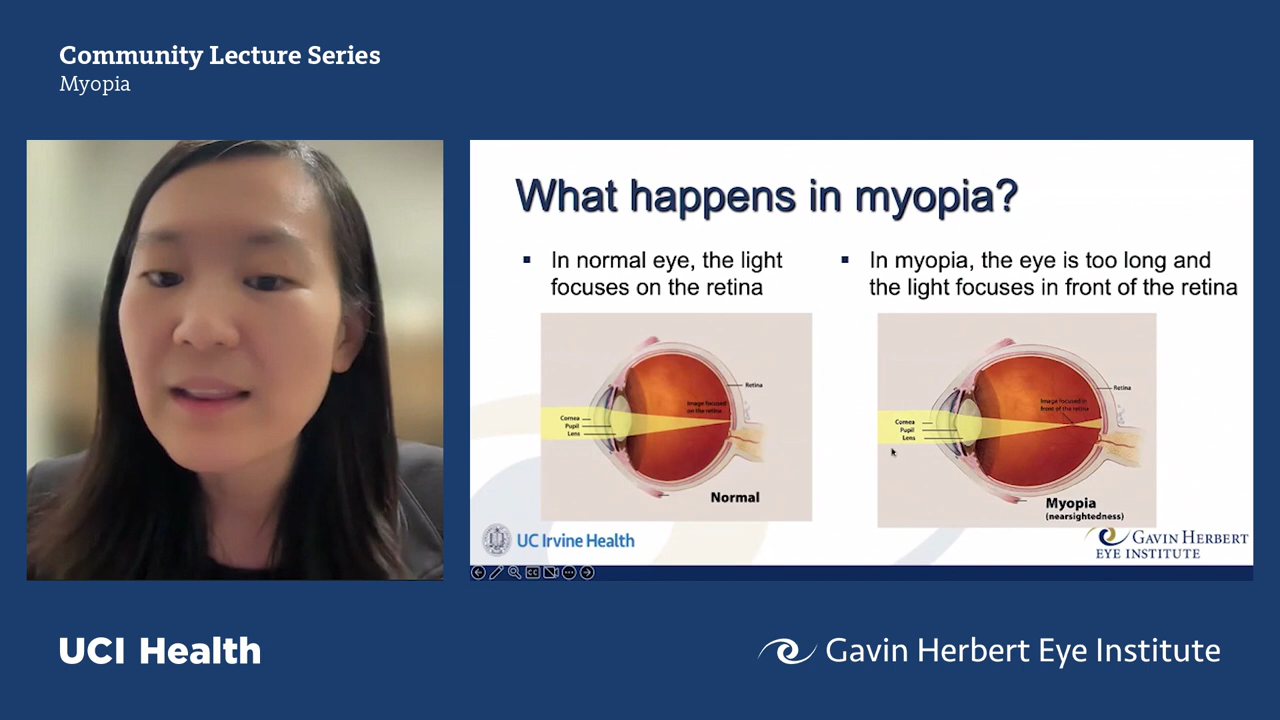 Community Lecture Series
Myopia
What happens in myopia?
▪ In normal eye, the light
focuses on the retina
▪ In myopia, the eye is too long and
the light focuses in front of the retina
Retina
Image focused
on the retina
Cornea
Pupil
Lens
Normal
Retina
Image focused in
front of the retina
Cornea
Pupil
Lens
Myopia
(nearsightedness)
UC Irvine Health
GAVIN HERBERT
EYE INSTITUTE
CC
UCI Health
Gavin Herbert Eye Institute